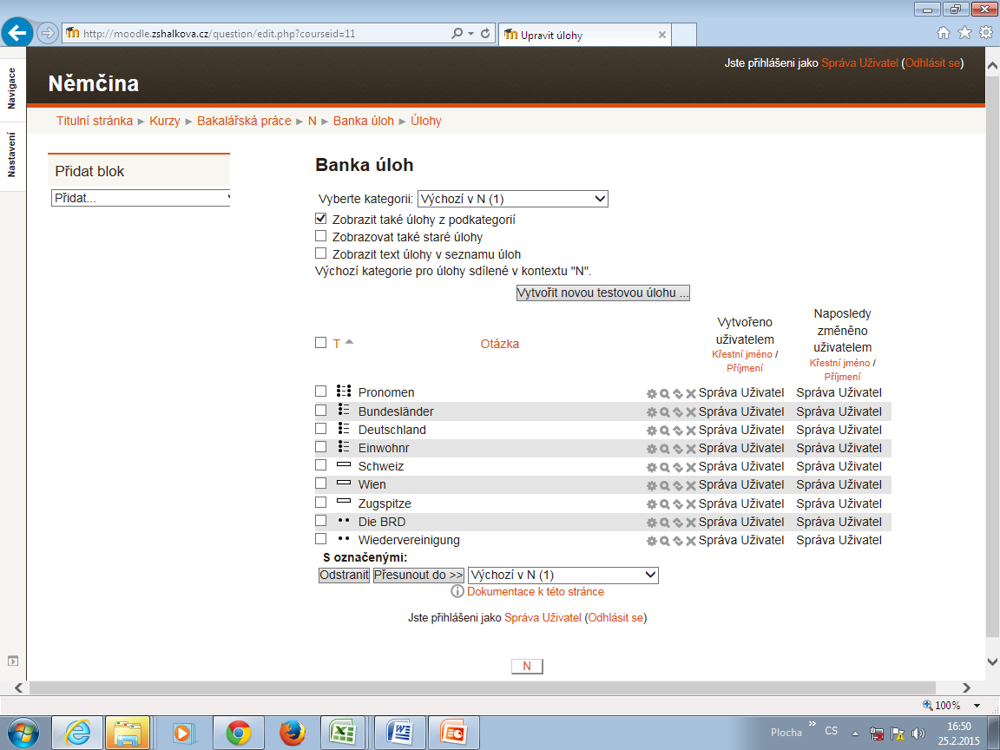 http://moodle.zshalkova.cz/question/edit.php?courseid=11
Upravit úlohy
Navigace
Nastavení
Jste přihlášeni jako Správa Uživatel (Odhlásit se)
Němčina
Titulní stránka ► Kurzy ► Bakalářská práce ► N ► Banka úloh ► Úlohy
Přidat blok
Přidat...
Banka úloh
Vyberte kategorii: Výchozí v N (1)
Zobrazit také úlohy z podkategorií
Zobrazovat také staré úlohy
Zobrazit text úlohy v seznamu úloh
Výchozí kategorie pro úlohy sdílené v kontextu "N".
Vytvořit novou testovou úlohu ...
T
Otázka
Vytvořeno uživatelem
Křestní jméno / Příjmení
Naposledy změněno uživatelem
Křestní jméno / Příjmení
Pronomen Správa Uživatel Správa Uživatel
Bundesländer Správa Uživatel Správa Uživatel
Deutschland Správa Uživatel Správa Uživatel
Einwohnr Správa Uživatel Správa Uživatel
Schweiz Správa Uživatel Správa Uživatel
Wien Správa Uživatel Správa Uživatel
Zugspitze Správa Uživatel Správa Uživatel
Die BRD Správa Uživatel Správa Uživatel
Wiedervereinigung Správa Uživatel Správa Uživatel
S označenými:
Odstranit Přesunout do >> Výchozí v N (1)
Dokumentace k této stránce
Jste přihlášeni jako Správa Uživatel (Odhlásit se)
N
100%
Plocha
CS
16:50
25.2.2015